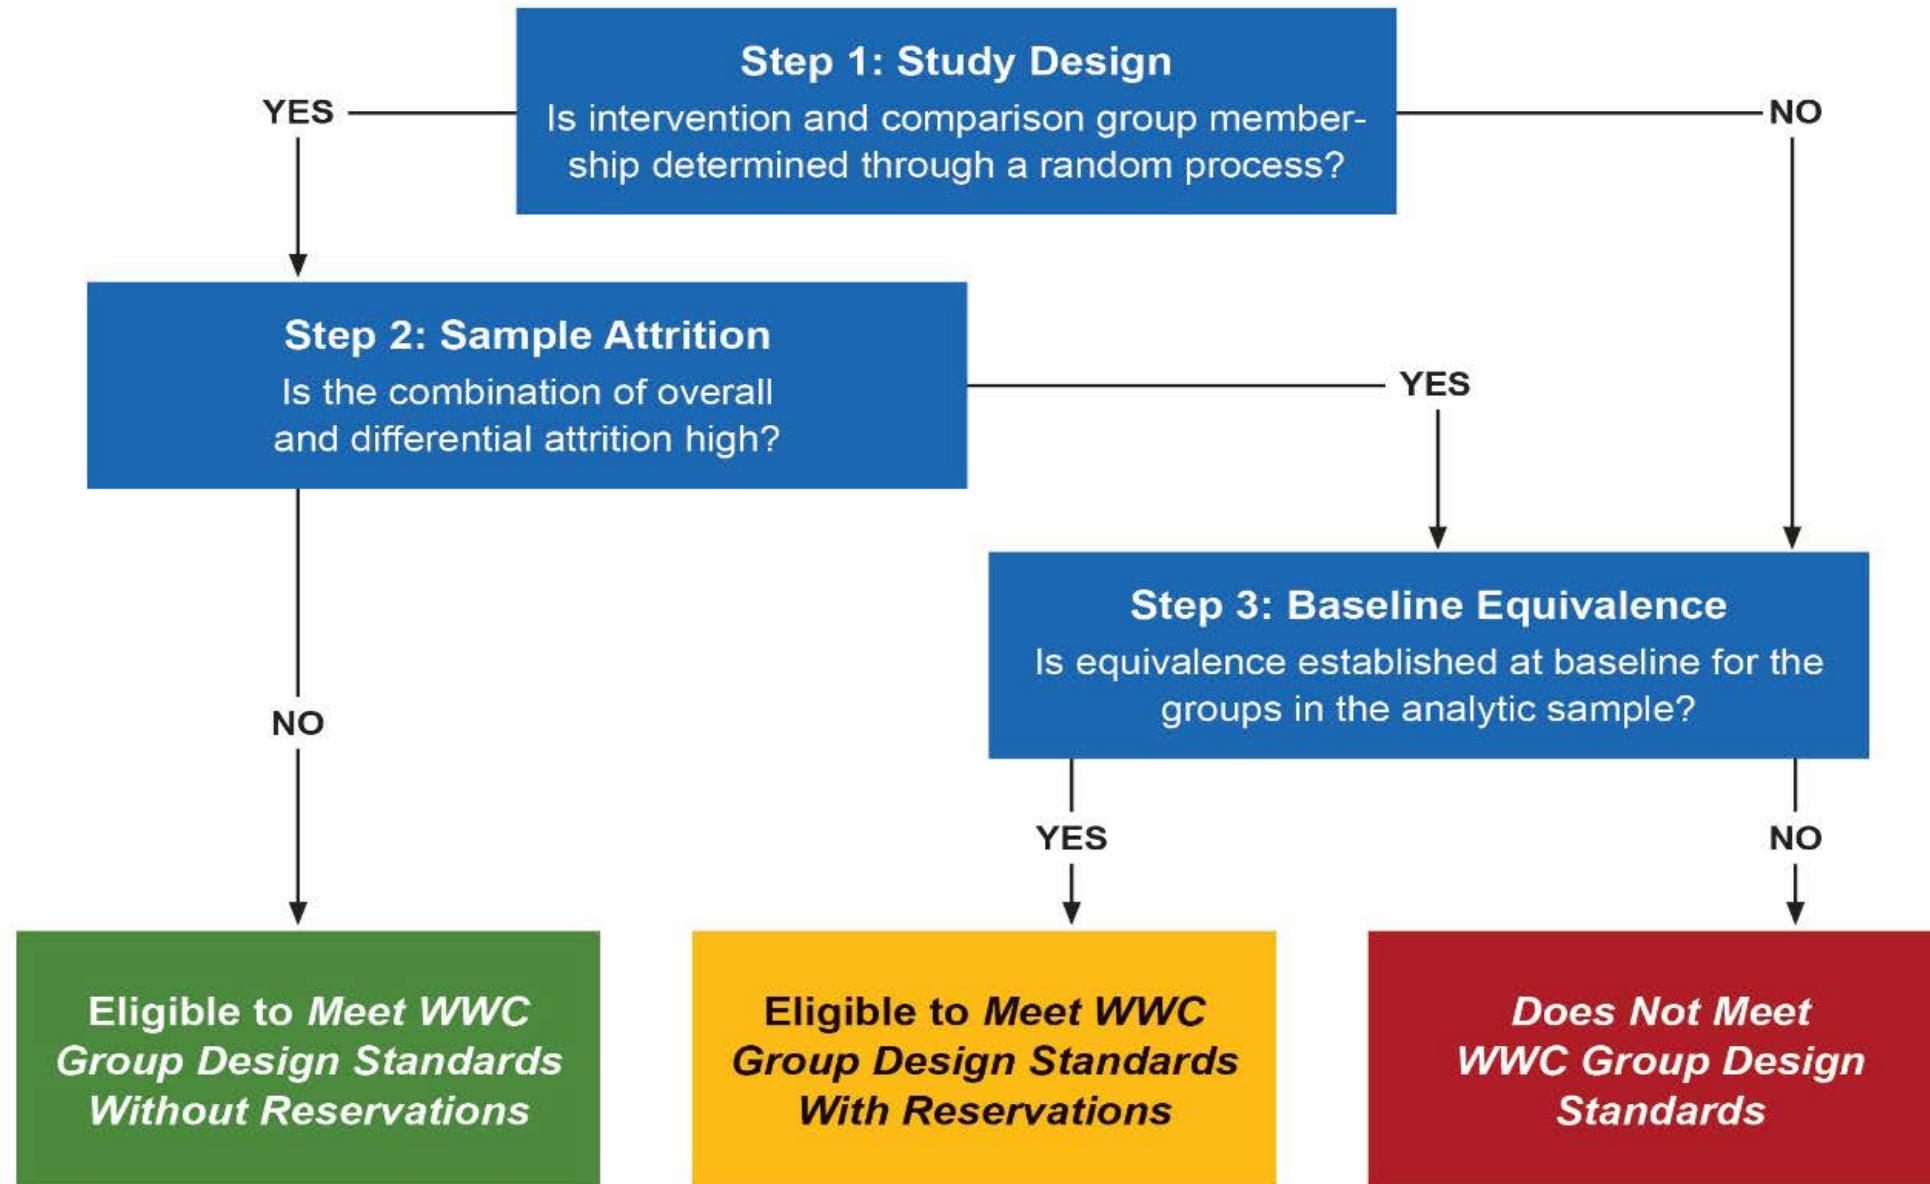 Step 1: Study Design
Is intervention and comparison group member-
ship determined through a random process?
YES
NO
Step 2: Sample Attrition
Is the combination of overall
and differential attrition high?
YES
NO
Step 3: Baseline Equivalence
Is equivalence established at baseline for the
groups in the analytic sample?
YES
NO
Eligible to Meet WWC
Group Design Standards
Without Reservations
Eligible to Meet WWC
Group Design Standards
With Reservations
Does Not Meet
WWC Group Design
Standards